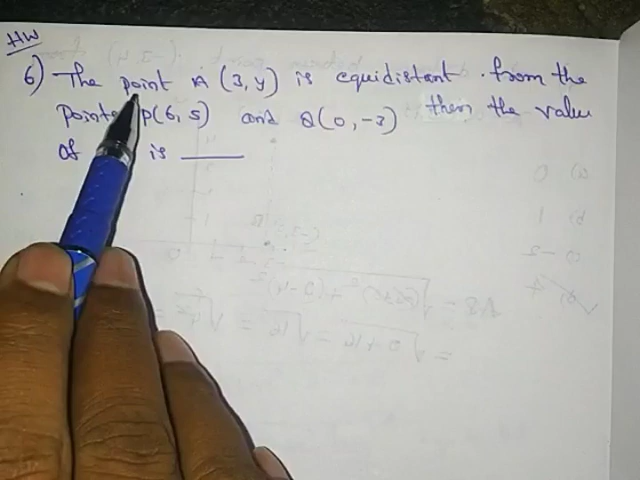 HW
6) The point A (3, y) is equidistant from the
points P(6, 5) and Q(0, -3) then the value
of is ____